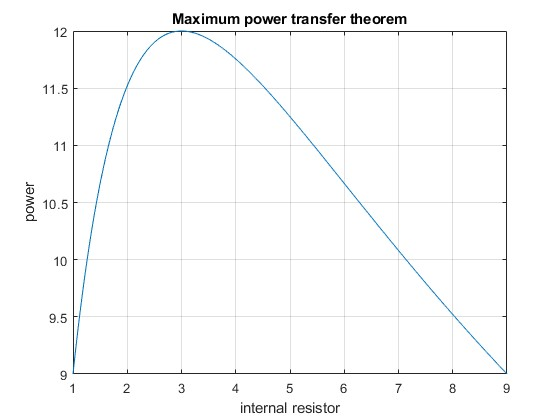 Maximum power transfer theorem
12
11.5
11
10.5
10
9.5
9
power
1 2 3 4 5 6 7 8 9
internal resistor